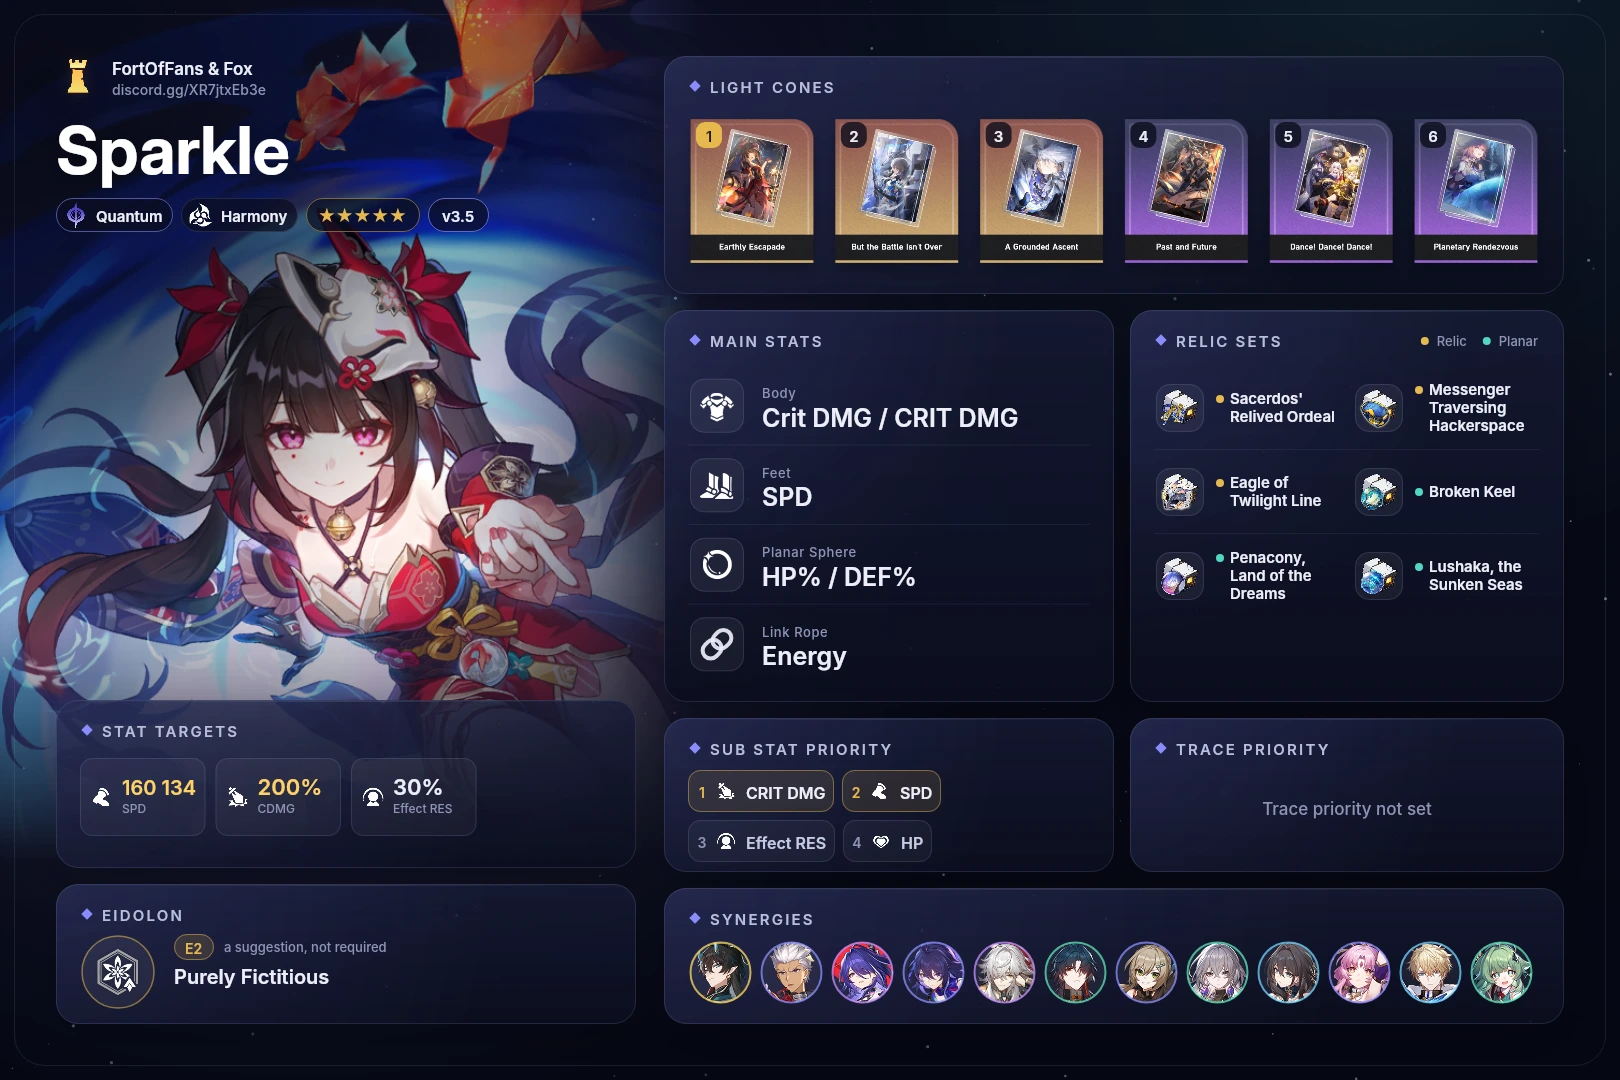 FortOfFans & Fox
discord.gg/XR7jtxEb3e
Sparkle
Quantum
Harmony
★★★★★
v3.5
LIGHT CONES
1
2
3
4
5
6
Earthly Escapade
But the Battle Isn't Over
A Grounded Ascent
Past and Future
Dance! Dance! Dance!
Planetary Rendezvous
MAIN STATS
Body
Crit DMG / CRIT DMG
Feet
SPD
Planar Sphere
HP% / DEF%
Link Rope
Energy
RELIC SETS
Relic
Planar
Sacerdos'
Relived Ordeal
Messenger
Traversing
Hackerspace
Eagle of
Twilight Line
Broken Keel
Penacony,
Land of the
Dreams
Lushaka, the
Sunken Seas
STAT TARGETS
160 134
SPD
200%
CDMG
30%
Effect RES
SUB STAT PRIORITY
1 CRIT DMG
2 SPD
3 Effect RES
4 HP
TRACE PRIORITY
Trace priority not set
EIDOLON
E2 a suggestion, not required
Purely Fictitious
SYNERGIES